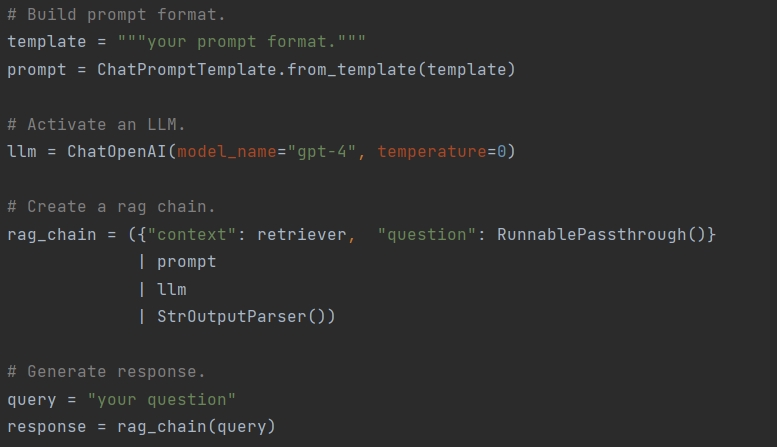 # Build prompt format.
template = """your prompt format."""
prompt = ChatPromptTemplate.from_template(template)
# Activate an LLM.
llm = ChatOpenAI(model_name="gpt-4", temperature=0)
# Create a rag chain.
rag_chain = ({"context": retriever,  "question": RunnablePassthrough()}
             | prompt
             | llm
             | StrOutputParser())
# Generate response.
query = "your question"
response = rag_chain(query)